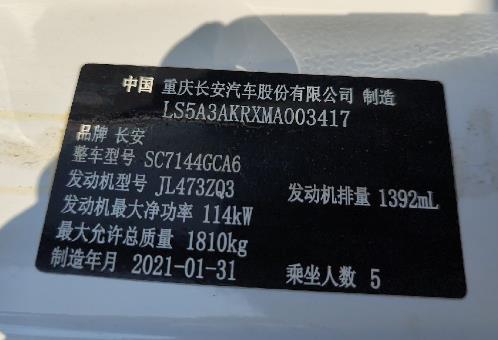 中国 重庆长安汽车股份有限公司 制造
LS5A3AKRXMA003417
品牌 长安
整车型号 SC7144GCA6
发动机型号 JL473ZQ3 发动机排量 1392mL
发动机最大净功率 114kW
最大允许总质量 1810kg
制造年月 2021-01-31 乘坐人数 5